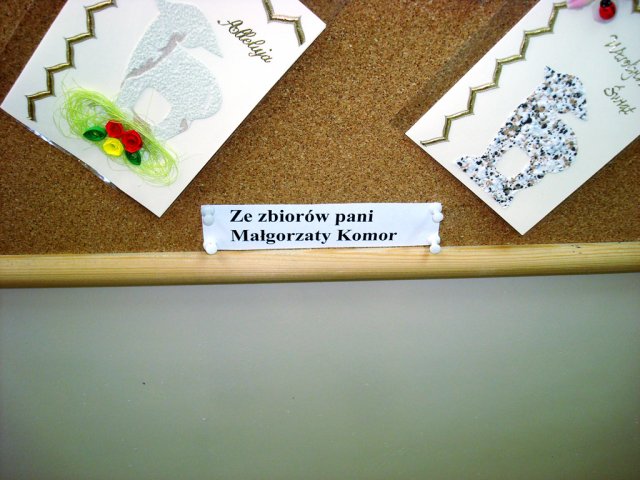 Alleluja
Ze zbiorów pani
Małgorzaty Komor